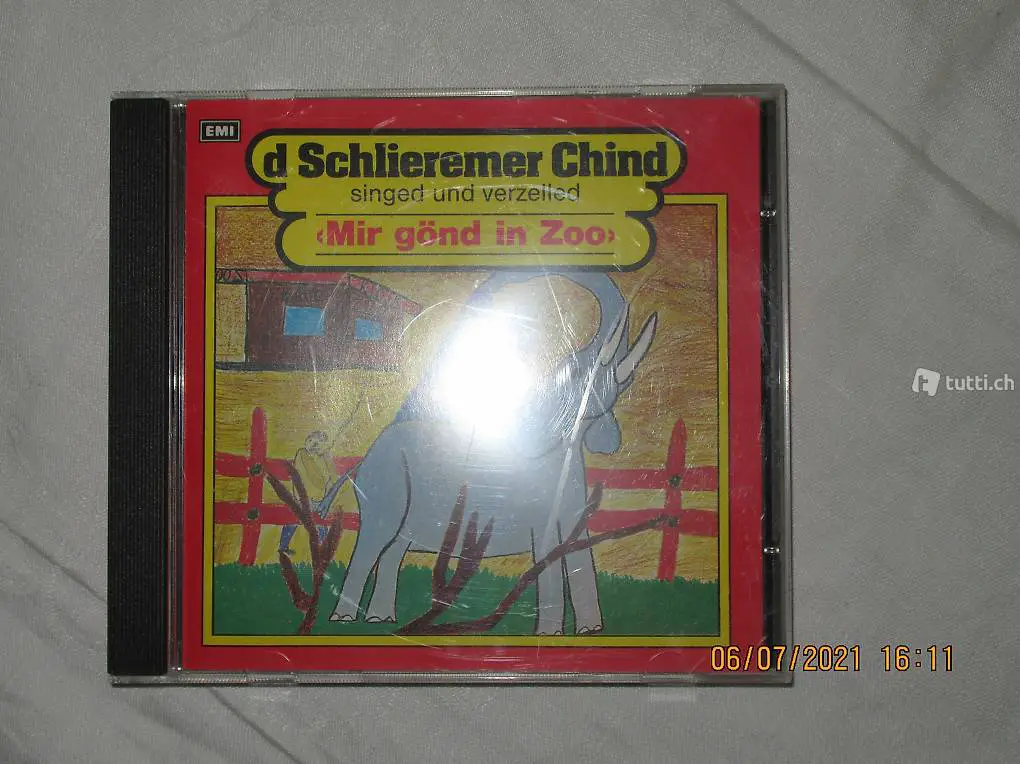 EMI
d Schlieremer Chind
singed und verzelled
‹Mir gönd in Zoo›
tutti.ch
06/07/2021 16:11